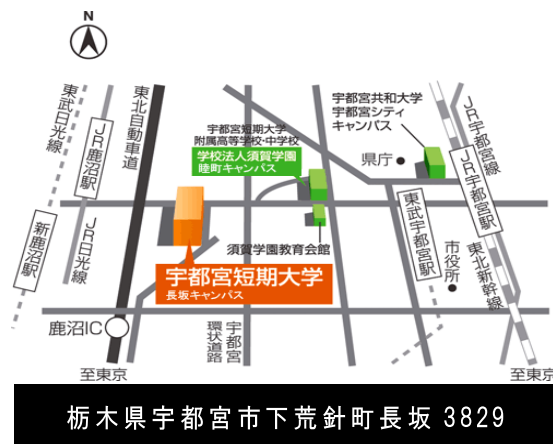 N
東武日光線
JR鹿沼駅
東北自動車道
宇都宮短期大学
附属高等学校・中学校
学校法人須賀学園
睦町キャンパス
宇都宮共和大学
宇都宮シティ
キャンパス
県庁
JR宇都宮線
JR宇都宮駅
東武宇都宮駅
市役所
東北新幹線
新鹿沼駅
JR日光線
須賀学園教育会館
宇都宮短期大学
長坂キャンパス
鹿沼IC
宇都宮
環状道路
至東京
至東京
栃木県宇都宮市下荒針町長坂3829